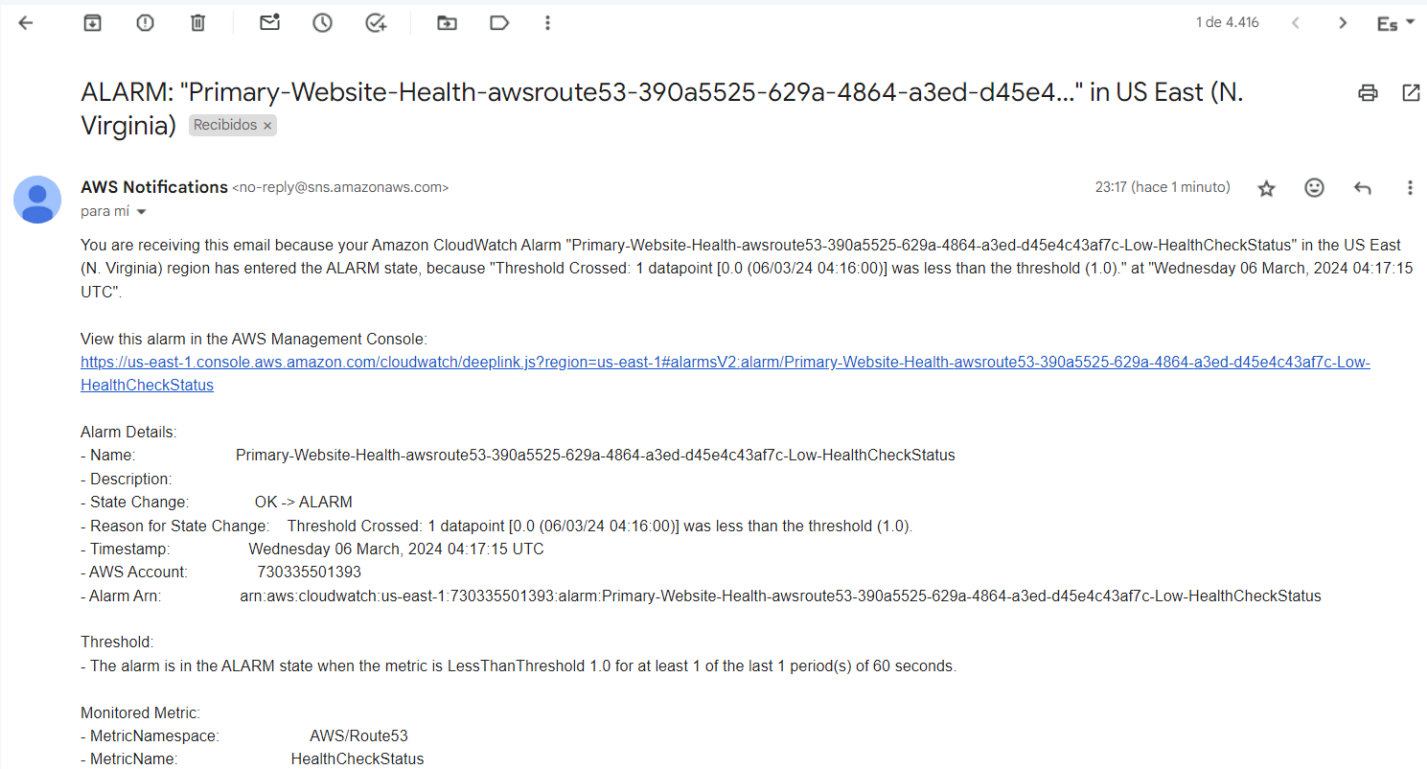 1 de 4.416
Es
ALARM: "Primary-Website-Health-awsroute53-390a5525-629a-4864-a3ed-d45e4..." in US East (N.
Virginia) Recibidos ×
AWS Notifications <no-reply@sns.amazonaws.com>
23:17 (hace 1 minuto)
para mí
You are receiving this email because your Amazon CloudWatch Alarm "Primary-Website-Health-awsroute53-390a5525-629a-4864-a3ed-d45e4c43af7c-Low-HealthCheckStatus" in the US East
(N. Virginia) region has entered the ALARM state, because "Threshold Crossed: 1 datapoint [0.0 (06/03/24 04:16:00)] was less than the threshold (1.0)." at "Wednesday 06 March, 2024 04:17:15
UTC".
View this alarm in the AWS Management Console:
https://us-east-1.console.aws.amazon.com/cloudwatch/deeplink.js?region=us-east-1#alarmsV2:alarm/Primary-Website-Health-awsroute53-390a5525-629a-4864-a3ed-d45e4c43af7c-Low-
HealthCheckStatus
Alarm Details:
- Name: Primary-Website-Health-awsroute53-390a5525-629a-4864-a3ed-d45e4c43af7c-Low-HealthCheckStatus
- Description:
- State Change: OK -> ALARM
- Reason for State Change: Threshold Crossed: 1 datapoint [0.0 (06/03/24 04:16:00)] was less than the threshold (1.0).
- Timestamp: Wednesday 06 March, 2024 04:17:15 UTC
- AWS Account: 730335501393
- Alarm Arn: arn:aws:cloudwatch:us-east-1:730335501393:alarm:Primary-Website-Health-awsroute53-390a5525-629a-4864-a3ed-d45e4c43af7c-Low-HealthCheckStatus
Threshold:
- The alarm is in the ALARM state when the metric is LessThanThreshold 1.0 for at least 1 of the last 1 period(s) of 60 seconds.
Monitored Metric:
- MetricNamespace: AWS/Route53
- MetricName: HealthCheckStatus